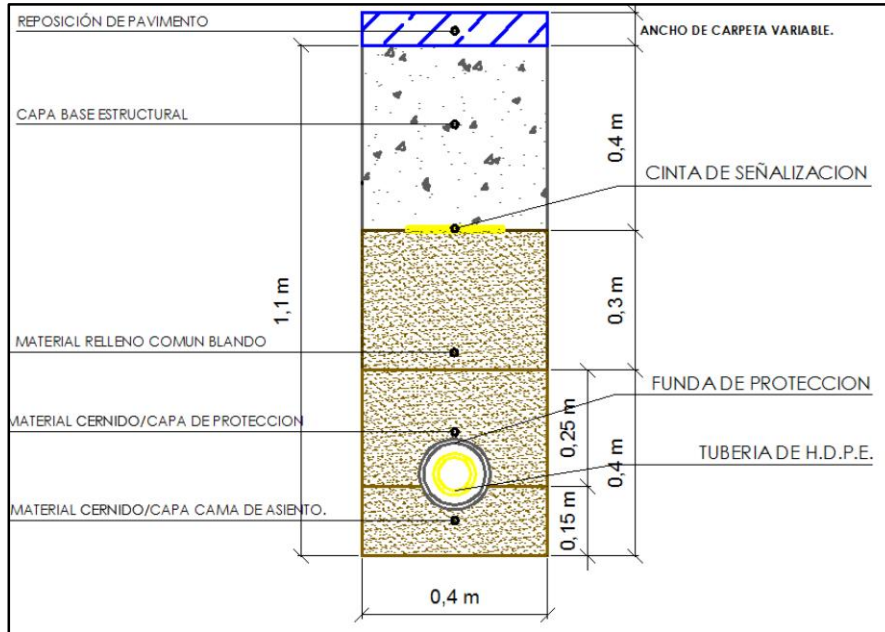 REPOSICIÓN DE PAVIMENTO
ANCHO DE CARPETA VARIABLE.
CAPA BASE ESTRUCTURAL
0,4 m
CINTA DE SEÑALIZACION
1,1 m
0,3 m
MATERIAL RELLENO COMUN BLANDO
FUNDA DE PROTECCION
MATERIAL CERNIDO/CAPA DE PROTECCION
0,25 m
0,4 m
TUBERIA DE H.D.P.E.
MATERIAL CERNIDO/CAPA CAMA DE ASIENTO.
0,15 m
0,4 m